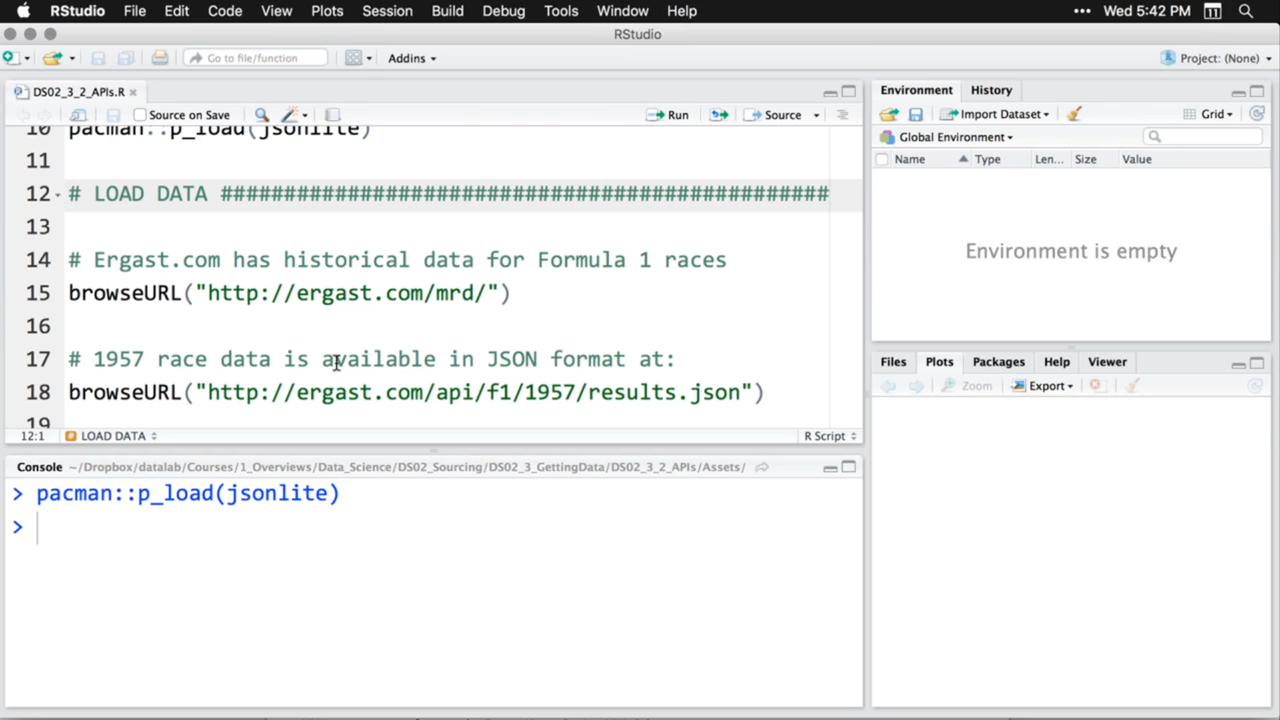 RStudio File Edit Code View Plots Session Build Debug Tools Window Help ••• Wed 5:42 PM 11
RStudio
Go to file/function Addins Project: (None)
DS02_3_2_APIs.R
Source on Save Run Source
10 pacman::p_load(jsonlite)
11
12 # LOAD DATA ################################################
13
14 # Ergast.com has historical data for Formula 1 races
15 browseURL("http://ergast.com/mrd/")
16
17 # 1957 race data is available in JSON format at:
18 browseURL("http://ergast.com/api/f1/1957/results.json")
19
12:1 LOAD DATA R Script
Console ~/Dropbox/datalab/Courses/1_Overviews/Data_Science/DS02_Sourcing/DS02_3_GettingData/DS02_3_2_APIs/Assets/
> pacman::p_load(jsonlite)
>
Environment History
Import Dataset Grid
Global Environment
Name Type Len... Size Value
Environment is empty
Files Plots Packages Help Viewer
Zoom Export